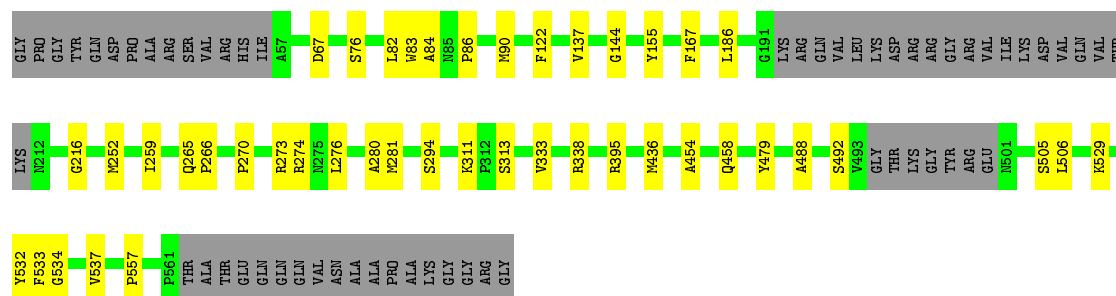 GLY PRO GLY TYR GLN ASP PRO ALA ARG SER VAL ARG HIS ILE A57 D67 S76 L82 W83 A84 N85 P86 M90 F122 V137 G144 Y155 F167 L186 G191 LYS ARG GLN VAL LEU LYS ASP ARG ARG GLY ARG VAL ILE LYS ASP VAL GLN VAL THR
LYS N212 G216 M252 I259 Q265 P266 P270 R273 R274 N275 L276 A280 M281 S294 K311 P312 S313 V333 R338 R395 M436 A454 Q458 Y479 A488 S492 V493 GLY THR LYS GLY TYR ARG GLU N501 S505 L506 K529
Y532 F533 G534 V537 P557 P561 THR ALA THR GLU GLN GLN GLN VAL ASN ALA ALA PRO ALA LYS GLY GLY ARG GLY